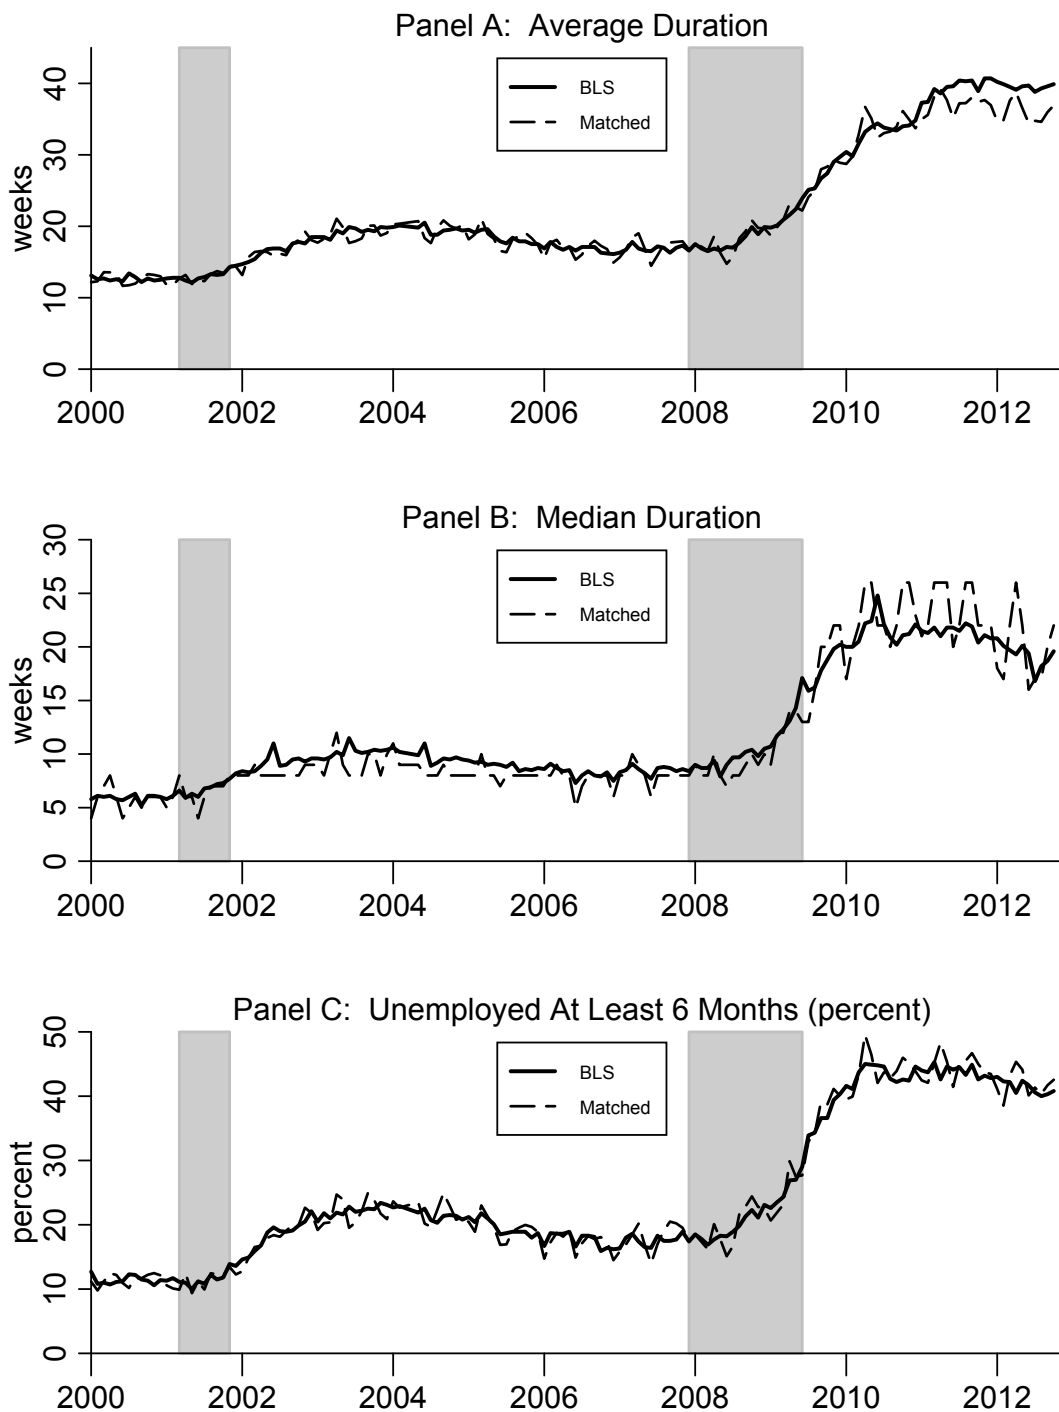 Panel A:  Average Duration
BLS
Matched
weeks
40
30
20
10
0
2000 2002 2004 2006 2008 2010 2012
Panel B:  Median Duration
BLS
Matched
weeks
30
25
20
15
10
5
0
2000 2002 2004 2006 2008 2010 2012
Panel C:  Unemployed At Least 6 Months (percent)
BLS
Matched
percent
50
40
30
20
10
0
2000 2002 2004 2006 2008 2010 2012